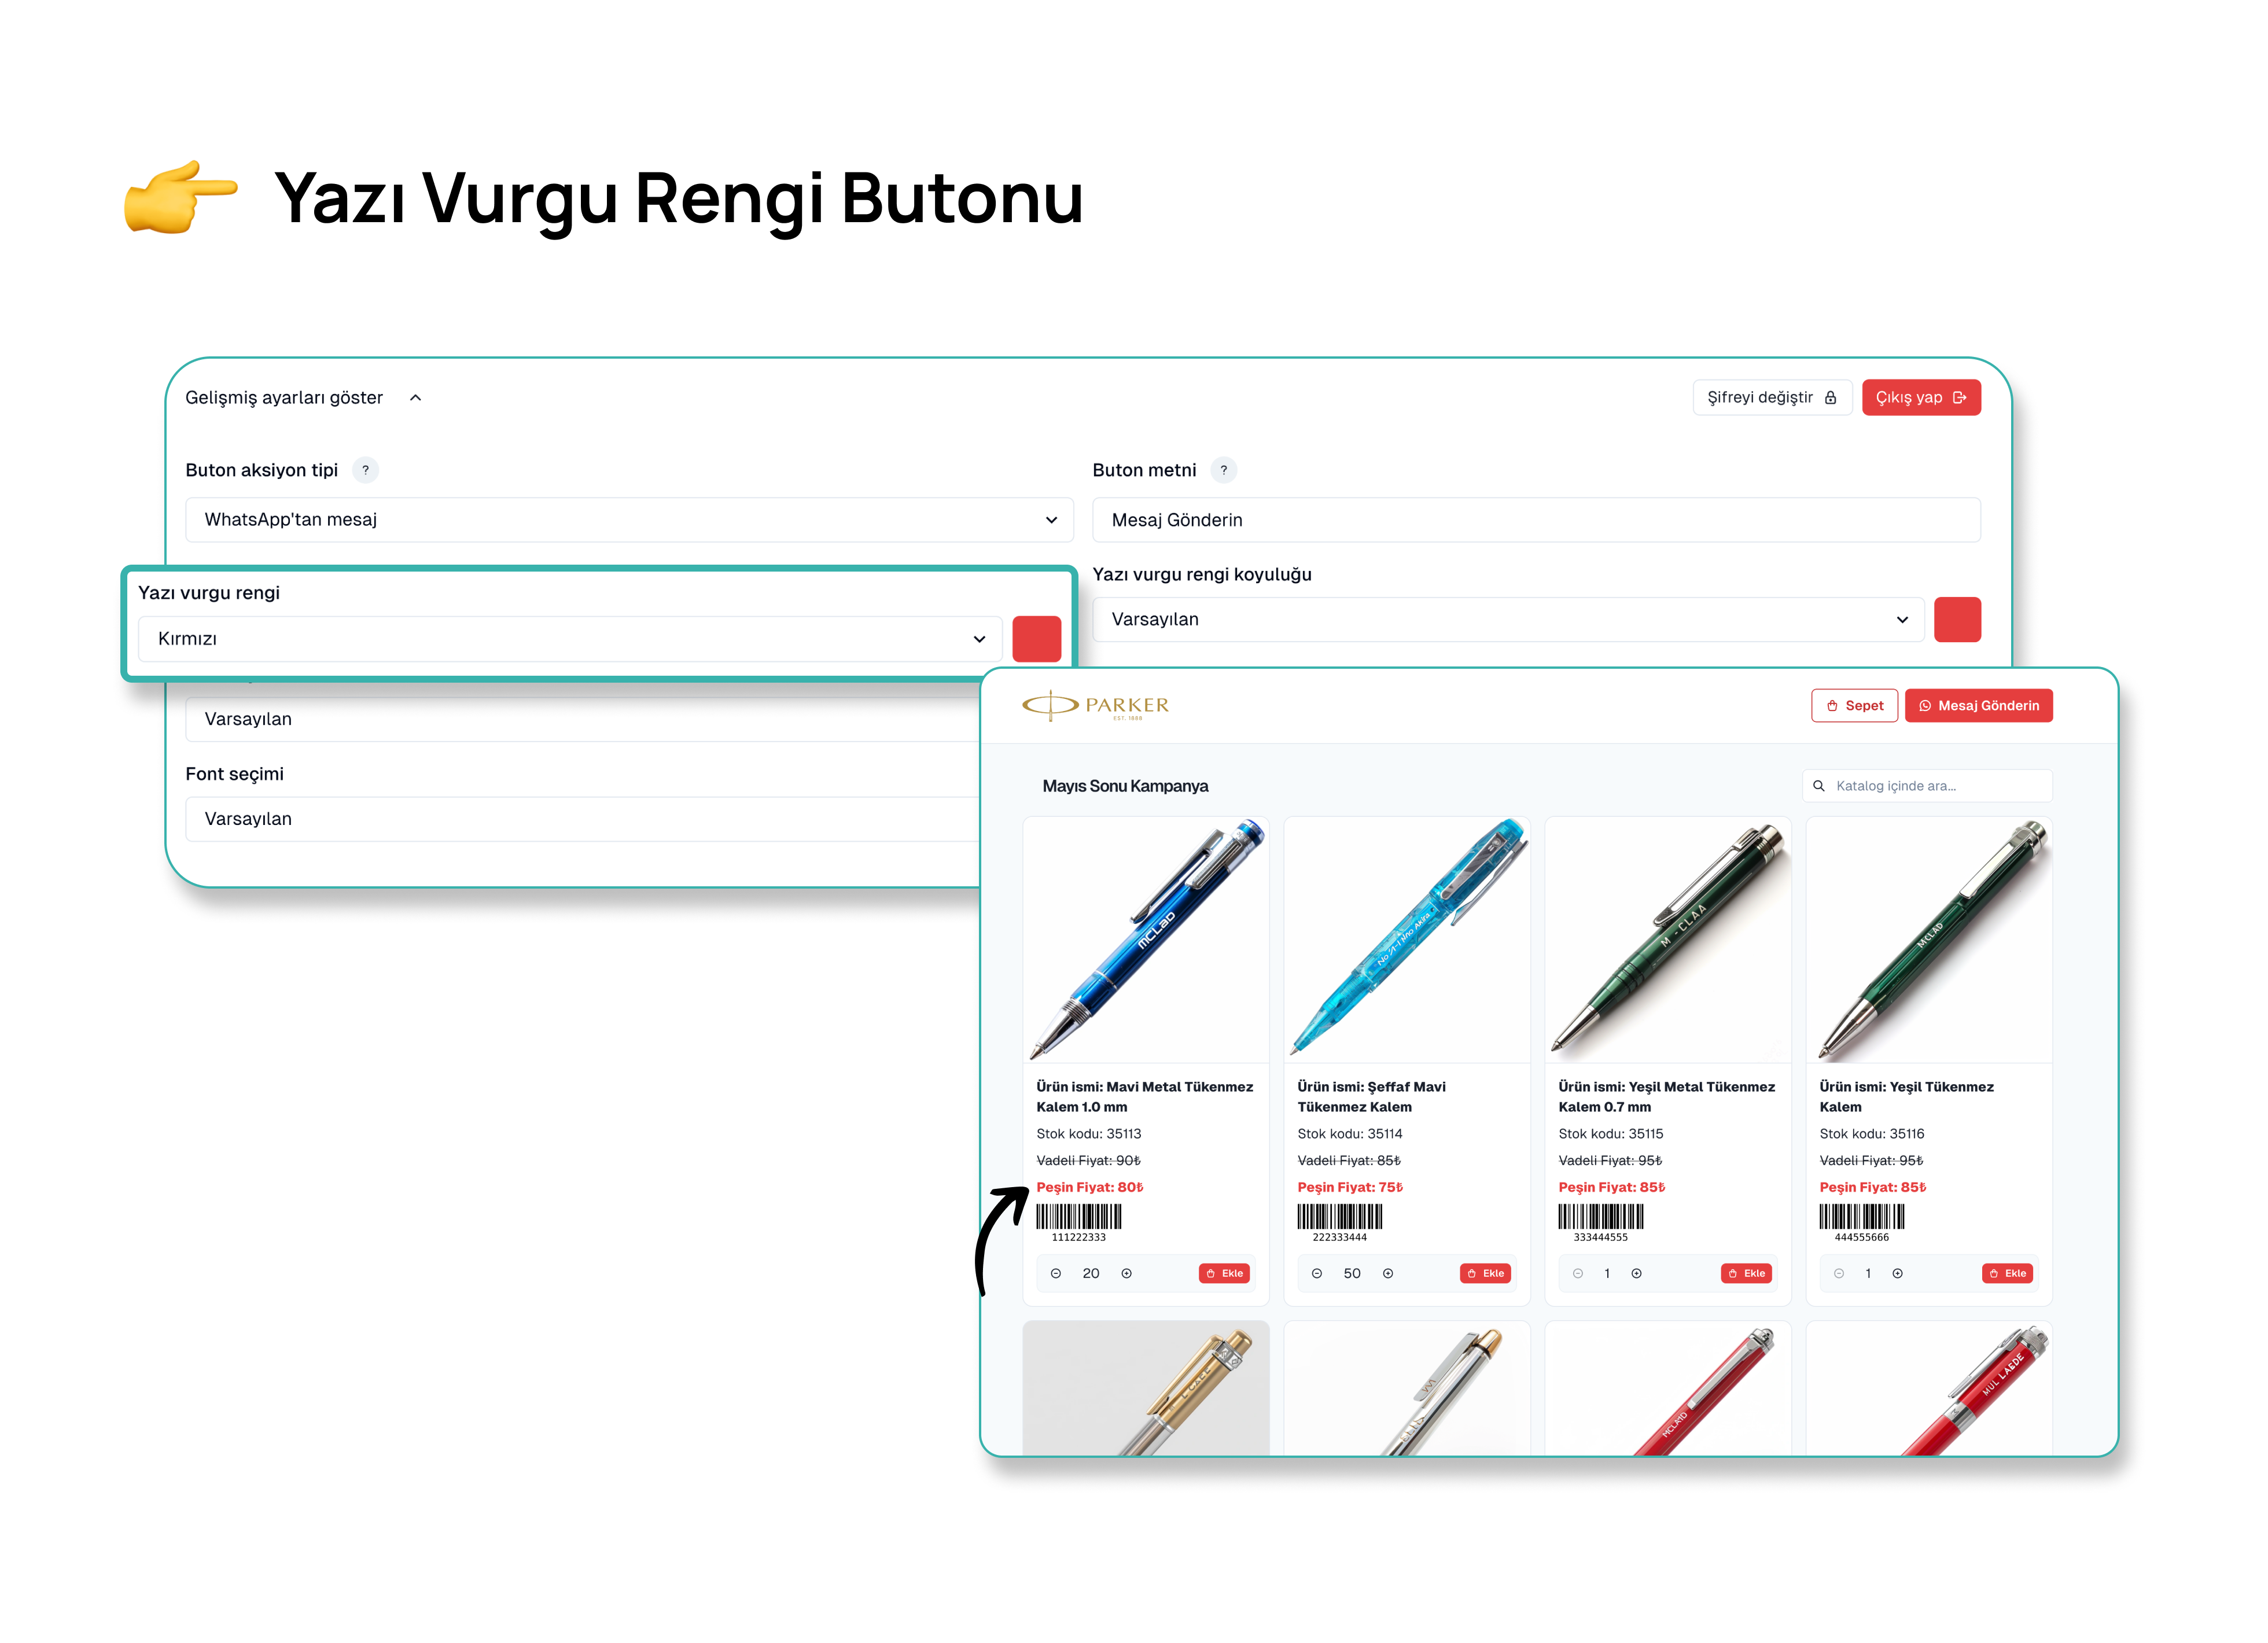 Yazı Vurgu Rengi Butonu
Gelişmiş ayarları göster
Şifreyi değiştir
Çıkış yap
Buton aksiyon tipi ?
Buton metni ?
WhatsApp'tan mesaj
Mesaj Gönderin
Yazı vurgu rengi
Yazı vurgu rengi koyuluğu
Kırmızı
Varsayılan
Varsayılan
Font seçimi
Varsayılan
PARKER
EST. 1888
Sepet
Mesaj Gönderin
Mayıs Sonu Kampanya
Katalog içinde ara...
MCLAD
M - CLAA
MCLAD
Ürün ismi: Mavi Metal Tükenmez
Kalem 1.0 mm
Stok kodu: 35113
Vadeli Fiyat: 90₺
Peşin Fiyat: 80₺
111222333
20
Ekle
Ürün ismi: Şeffaf Mavi
Tükenmez Kalem
Stok kodu: 35114
Vadeli Fiyat: 85₺
Peşin Fiyat: 75₺
222333444
50
Ekle
Ürün ismi: Yeşil Metal Tükenmez
Kalem 0.7 mm
Stok kodu: 35115
Vadeli Fiyat: 95₺
Peşin Fiyat: 85₺
333444555
1
Ekle
Ürün ismi: Yeşil Tükenmez
Kalem
Stok kodu: 35116
Vadeli Fiyat: 95₺
Peşin Fiyat: 85₺
444555666
1
Ekle
MUL LAEDE